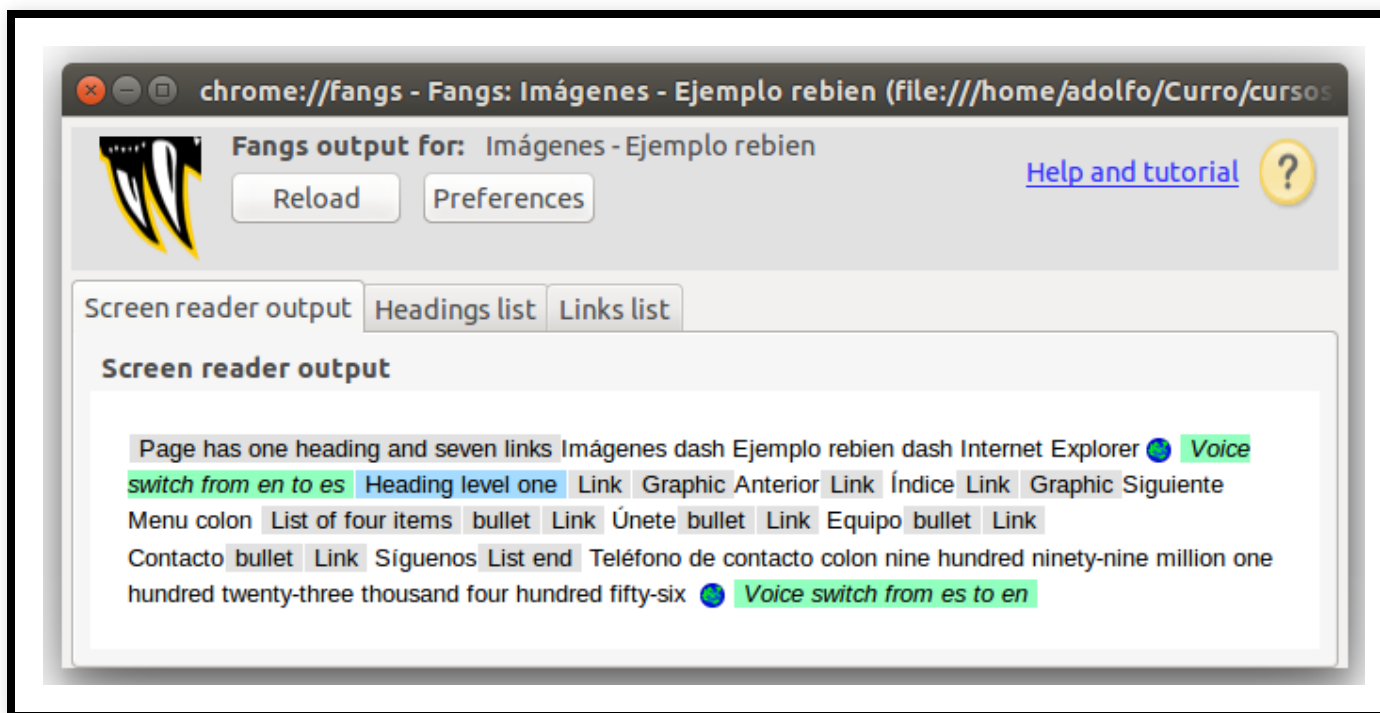 chrome://fangs - Fangs: Imágenes - Ejemplo rebien (file:///home/adolfo/Curro/cursos
Fangs output for: Imágenes - Ejemplo rebien
Reload Preferences
Help and tutorial ?
Screen reader output Headings list Links list
Screen reader output
Page has one heading and seven links Imágenes dash Ejemplo rebien dash Internet Explorer Voice
switch from en to es Heading level one Link Graphic Anterior Link Índice Link Graphic Siguiente
Menu colon List of four items bullet Link Únete bullet Link Equipo bullet Link
Contacto bullet Link Síguenos List end Teléfono de contacto colon nine hundred ninety-nine million one
hundred twenty-three thousand four hundred fifty-six Voice switch from es to en